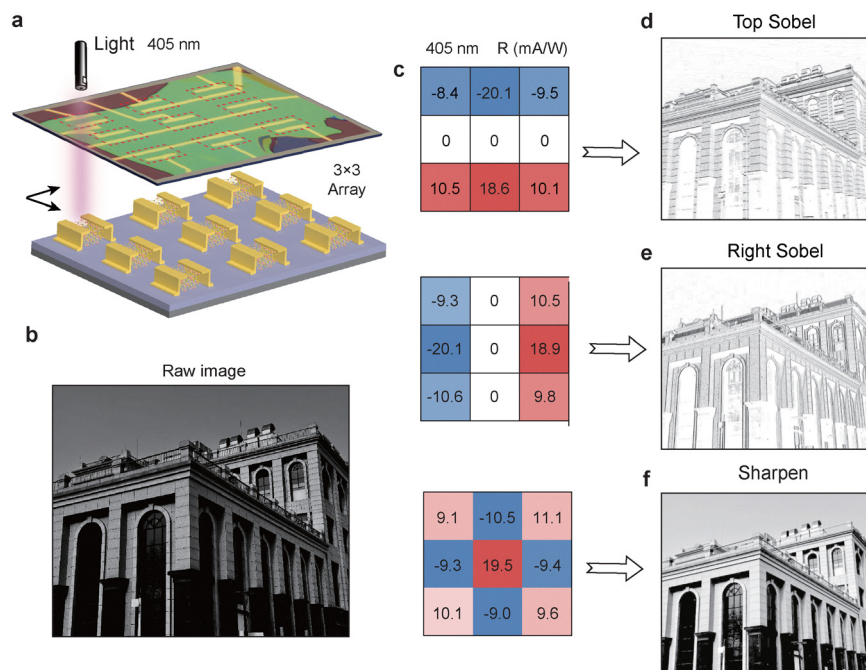 a
Light 405 nm
3×3
Array
b
Raw image
c
405 nm R (mA/W)
-8.4 -20.1 -9.5
0 0 0
10.5 18.6 10.1
-9.3 0 10.5
-20.1 0 18.9
-10.6 0 9.8
9.1 -10.5 11.1
-9.3 19.5 -9.4
10.1 -9.0 9.6
d
Top Sobel
e
Right Sobel
f
Sharpen